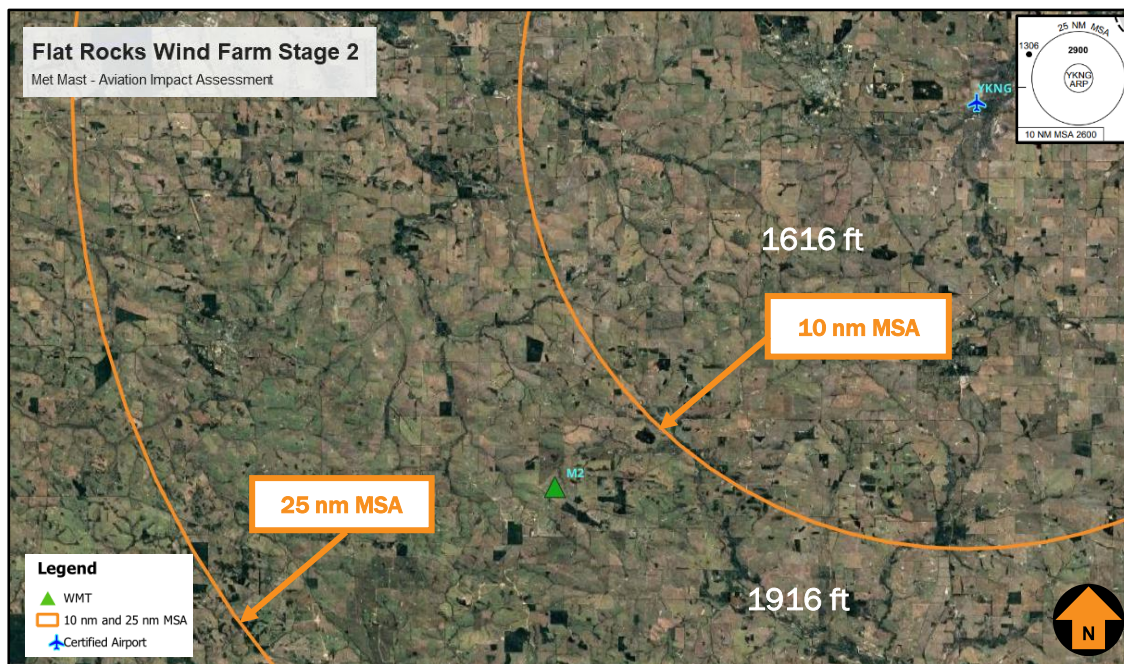 Flat Rocks Wind Farm Stage 2
Met Mast - Aviation Impact Assessment
25 NM MSA
1306
2900
YKNG
ARP
10 NM MSA 2600
YKNG
1616 ft
10 nm MSA
M2
25 nm MSA
1916 ft
Legend
WMT
10 nm and 25 nm MSA
Certified Airport
N